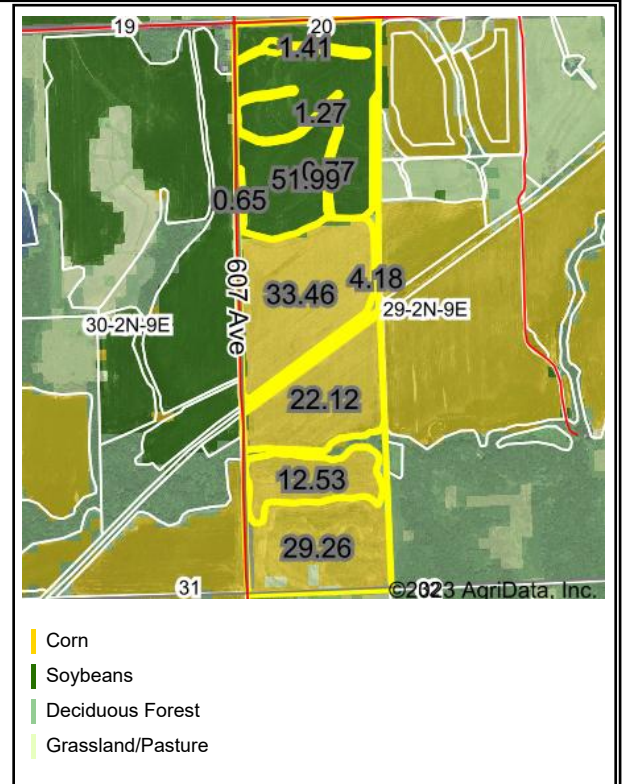 19
20
1.41
1.27
51.99
0.65
607 Ave
4.18
33.46
29-2N-9E
30-2N-9E
22.12
12.53
29.26
31
©2023 AgriData, Inc.
Corn
Soybeans
Deciduous Forest
Grassland/Pasture